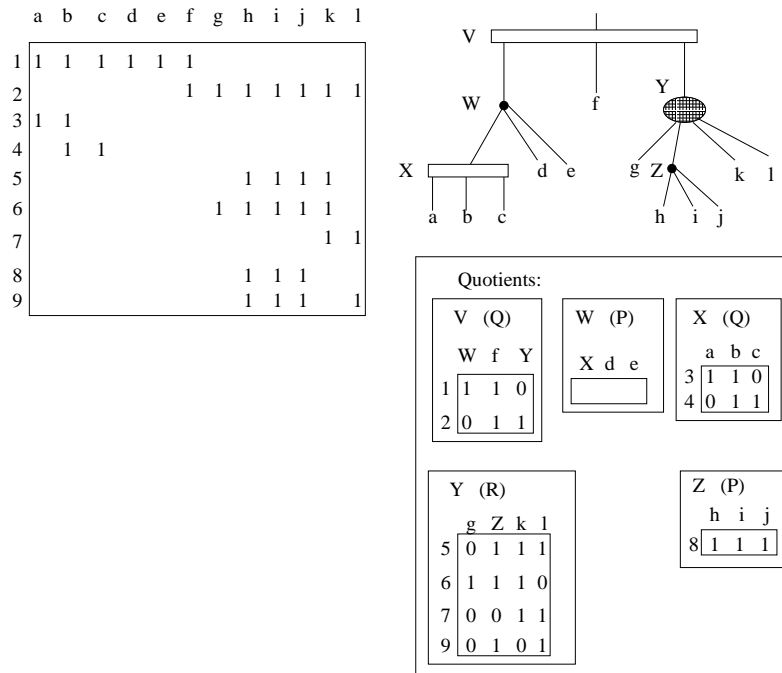 a b c d e f g h i j k l
1 1 1 1 1 1 1
2 1 1 1 1 1 1 1
3 1 1
4 1 1
5 1 1 1 1
6 1 1 1 1 1
7 1 1
8 1 1 1
9 1 1 1 1
V
W f Y
X d e g Z k l
a b c h i j
Quotients:
V (Q) W (P) X (Q)
W f Y
1 1 1 0
2 0 1 1
X d e
a b c
3 1 1 0
4 0 1 1
Y (R)
g Z k l
5 0 1 1 1
6 1 1 1 0
7 0 0 1 1
9 0 1 0 1
Z (P)
h i j
8 1 1 1